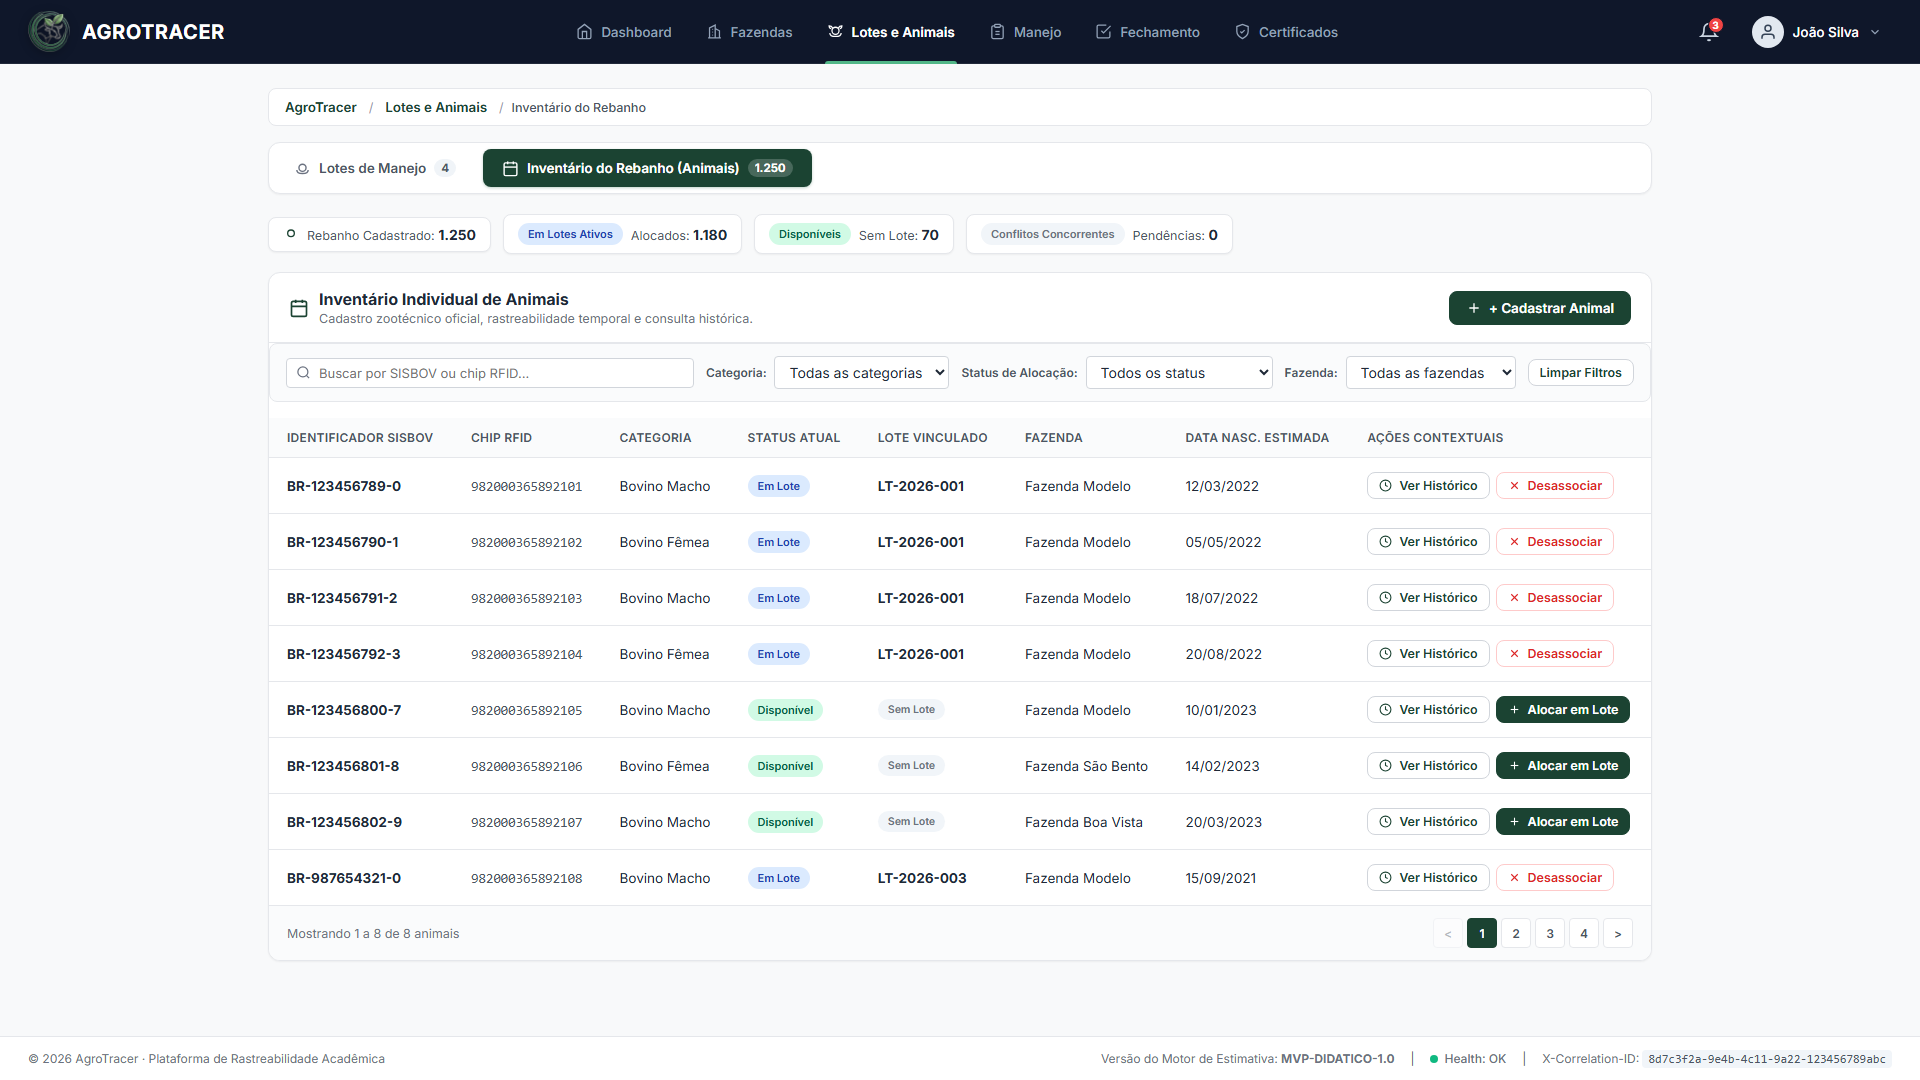 AGROTRACER
Dashboard
Fazendas
Lotes e Animais
Manejo
Fechamento
Certificados
3
João Silva
AgroTracer / Lotes e Animais / Inventário do Rebanho
Lotes de Manejo 4
Inventário do Rebanho (Animais) 1.250
Rebanho Cadastrado: 1.250
Em Lotes Ativos Alocados: 1.180
Disponíveis Sem Lote: 70
Conflitos Concorrentes Pendências: 0
Inventário Individual de Animais
Cadastro zootécnico oficial, rastreabilidade temporal e consulta histórica.
+ + Cadastrar Animal
Buscar por SISBOV ou chip RFID...
Categoria: Todas as categorias
Status de Alocação: Todos os status
Fazenda: Todas as fazendas
Limpar Filtros
IDENTIFICADOR SISBOV CHIP RFID CATEGORIA STATUS ATUAL LOTE VINCULADO FAZENDA DATA NASC. ESTIMADA AÇÕES CONTEXTUAIS
BR-123456789-0 982000365892101 Bovino Macho Em Lote LT-2026-001 Fazenda Modelo 12/03/2022 Ver Histórico × Desassociar
BR-123456790-1 982000365892102 Bovino Fêmea Em Lote LT-2026-001 Fazenda Modelo 05/05/2022 Ver Histórico × Desassociar
BR-123456791-2 982000365892103 Bovino Macho Em Lote LT-2026-001 Fazenda Modelo 18/07/2022 Ver Histórico × Desassociar
BR-123456792-3 982000365892104 Bovino Fêmea Em Lote LT-2026-001 Fazenda Modelo 20/08/2022 Ver Histórico × Desassociar
BR-123456800-7 982000365892105 Bovino Macho Disponível Sem Lote Fazenda Modelo 10/01/2023 Ver Histórico + Alocar em Lote
BR-123456801-8 982000365892106 Bovino Fêmea Disponível Sem Lote Fazenda São Bento 14/02/2023 Ver Histórico + Alocar em Lote
BR-123456802-9 982000365892107 Bovino Macho Disponível Sem Lote Fazenda Boa Vista 20/03/2023 Ver Histórico + Alocar em Lote
BR-987654321-0 982000365892108 Bovino Macho Em Lote LT-2026-003 Fazenda Modelo 15/09/2021 Ver Histórico × Desassociar
Mostrando 1 a 8 de 8 animais
< 1 2 3 4 >
© 2026 AgroTracer · Plataforma de Rastreabilidade Acadêmica
Versão do Motor de Estimativa: MVP-DIDATICO-1.0 | Health: OK | X-Correlation-ID: 8d7c3f2a-9e4b-4c11-9a22-123456789abc